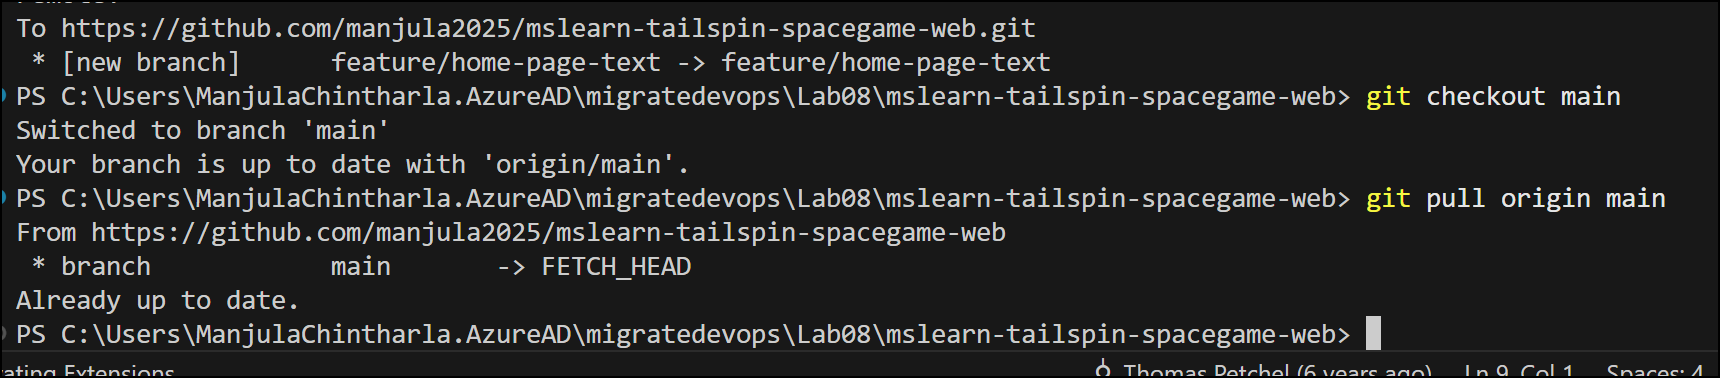 To https://github.com/manjula2025/mslearn-tailspin-spacegame-web.git
 * [new branch]      feature/home-page-text -> feature/home-page-text
PS C:\Users\ManjulaChintharla.AzureAD\migratedevops\Lab08\mslearn-tailspin-spacegame-web> git checkout main
Switched to branch 'main'
Your branch is up to date with 'origin/main'.
PS C:\Users\ManjulaChintharla.AzureAD\migratedevops\Lab08\mslearn-tailspin-spacegame-web> git pull origin main
From https://github.com/manjula2025/mslearn-tailspin-spacegame-web
 * branch            main       -> FETCH_HEAD
Already up to date.
PS C:\Users\ManjulaChintharla.AzureAD\migratedevops\Lab08\mslearn-tailspin-spacegame-web>
ating Extensions Thomas Petchel (6 years ago) Ln 9, Col 1 Spaces: 4